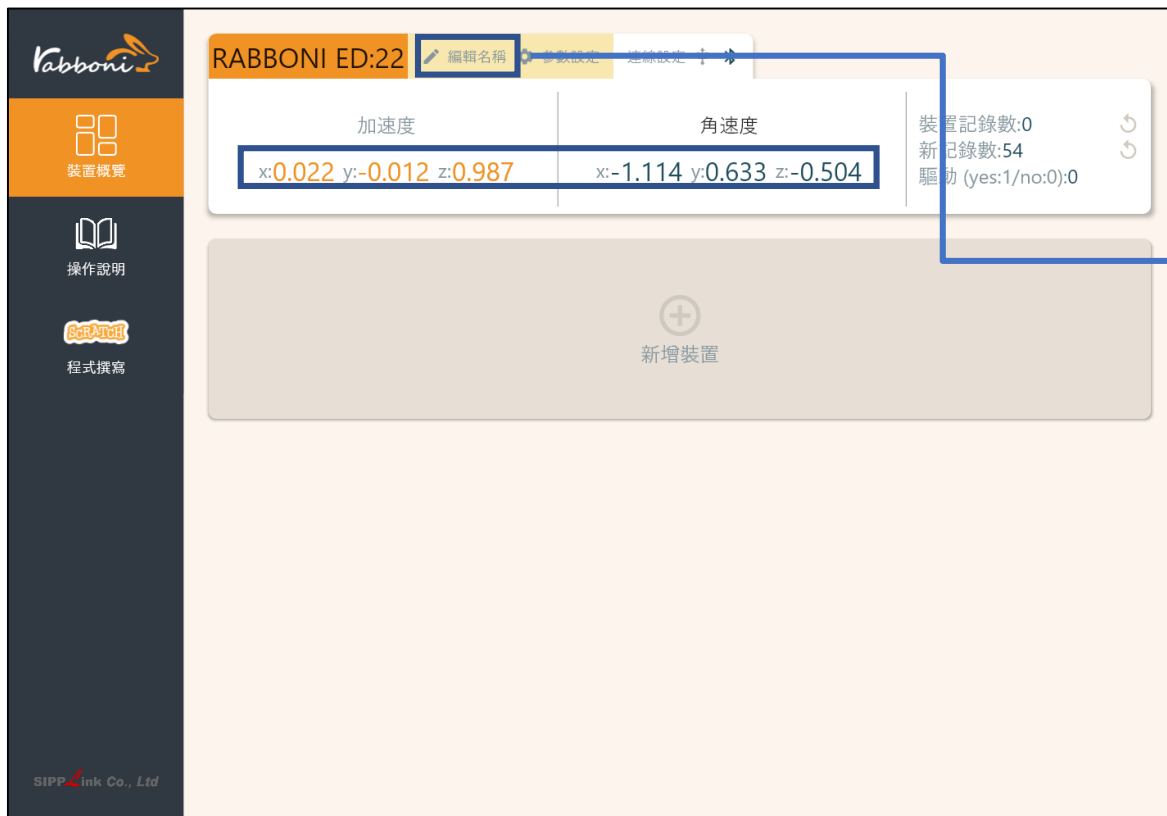 rabboni
裝置概覽
操作說明
SCRATCH
程式撰寫
SIPPLink Co., Ltd
RABBONI ED:22 編輯名稱 參數設定 連線設定
加速度
x:0.022 y:-0.012 z:0.987
角速度
x:-1.114 y:0.633 z:-0.504
裝置記錄數:0
新記錄數:54
驅動 (yes:1/no:0):0
新增裝置